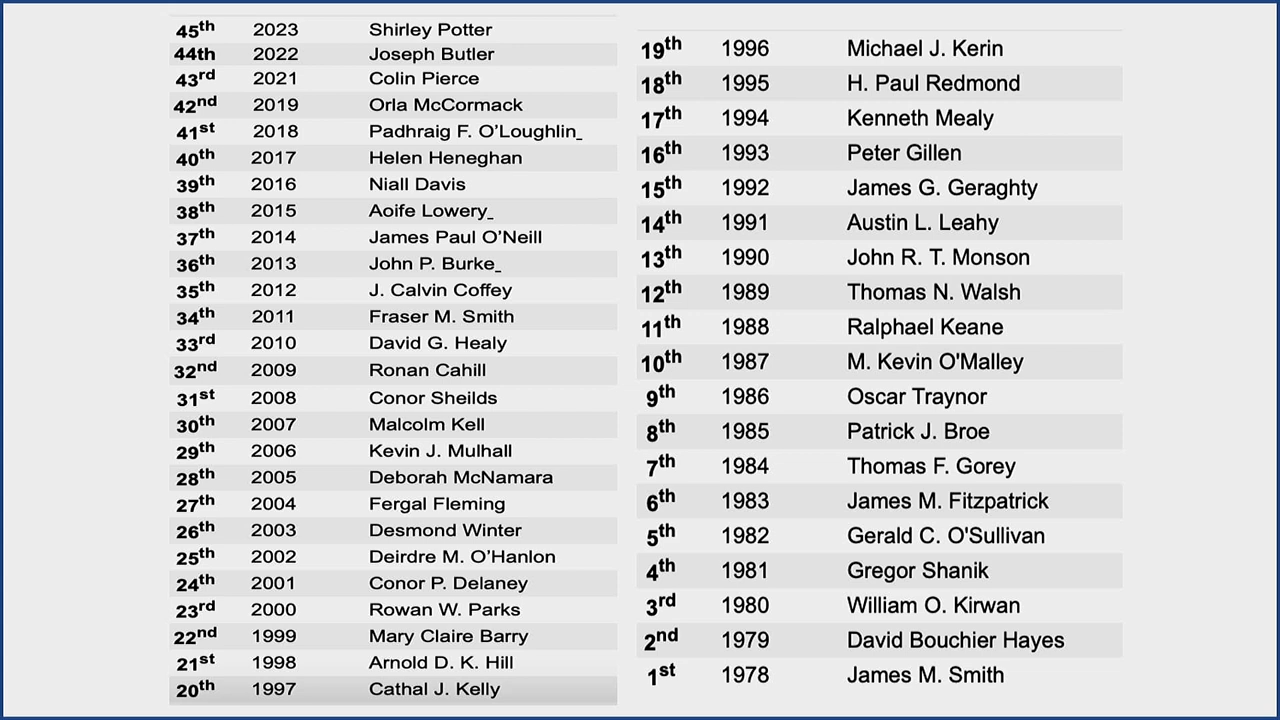 45th 2023 Shirley Potter
44th 2022 Joseph Butler
43rd 2021 Colin Pierce
42nd 2019 Orla McCormack
41st 2018 Padhraig F. O’Loughlin_
40th 2017 Helen Heneghan
39th 2016 Niall Davis
38th 2015 Aoife Lowery_
37th 2014 James Paul O’Neill
36th 2013 John P. Burke_
35th 2012 J. Calvin Coffey
34th 2011 Fraser M. Smith
33rd 2010 David G. Healy
32nd 2009 Ronan Cahill
31st 2008 Conor Sheilds
30th 2007 Malcolm Kell
29th 2006 Kevin J. Mulhall
28th 2005 Deborah McNamara
27th 2004 Fergal Fleming
26th 2003 Desmond Winter
25th 2002 Deirdre M. O’Hanlon
24th 2001 Conor P. Delaney
23rd 2000 Rowan W. Parks
22nd 1999 Mary Claire Barry
21st 1998 Arnold D. K. Hill
20th 1997 Cathal J. Kelly
19th 1996 Michael J. Kerin
18th 1995 H. Paul Redmond
17th 1994 Kenneth Mealy
16th 1993 Peter Gillen
15th 1992 James G. Geraghty
14th 1991 Austin L. Leahy
13th 1990 John R. T. Monson
12th 1989 Thomas N. Walsh
11th 1988 Ralphael Keane
10th 1987 M. Kevin O'Malley
9th 1986 Oscar Traynor
8th 1985 Patrick J. Broe
7th 1984 Thomas F. Gorey
6th 1983 James M. Fitzpatrick
5th 1982 Gerald C. O'Sullivan
4th 1981 Gregor Shanik
3rd 1980 William O. Kirwan
2nd 1979 David Bouchier Hayes
1st 1978 James M. Smith